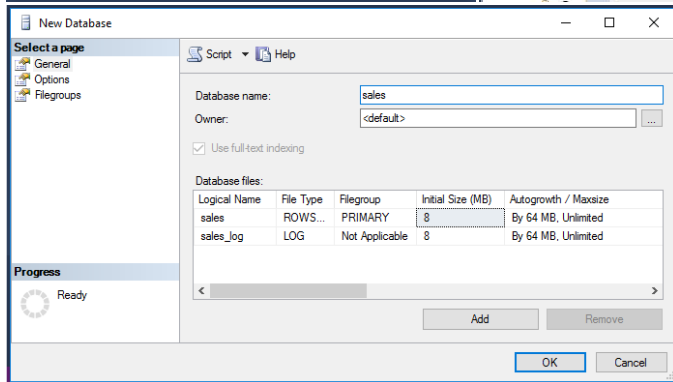 New Database
Select a page
General
Options
Filegroups
Script Help
Database name: sales
Owner: <default> ...
Use full-text indexing
Database files:
Logical Name File Type Filegroup Initial Size (MB) Autogrowth / Maxsize
sales ROWS... PRIMARY 8 By 64 MB, Unlimited
sales_log LOG Not Applicable 8 By 64 MB, Unlimited
Progress
Ready
Add Remove
OK Cancel